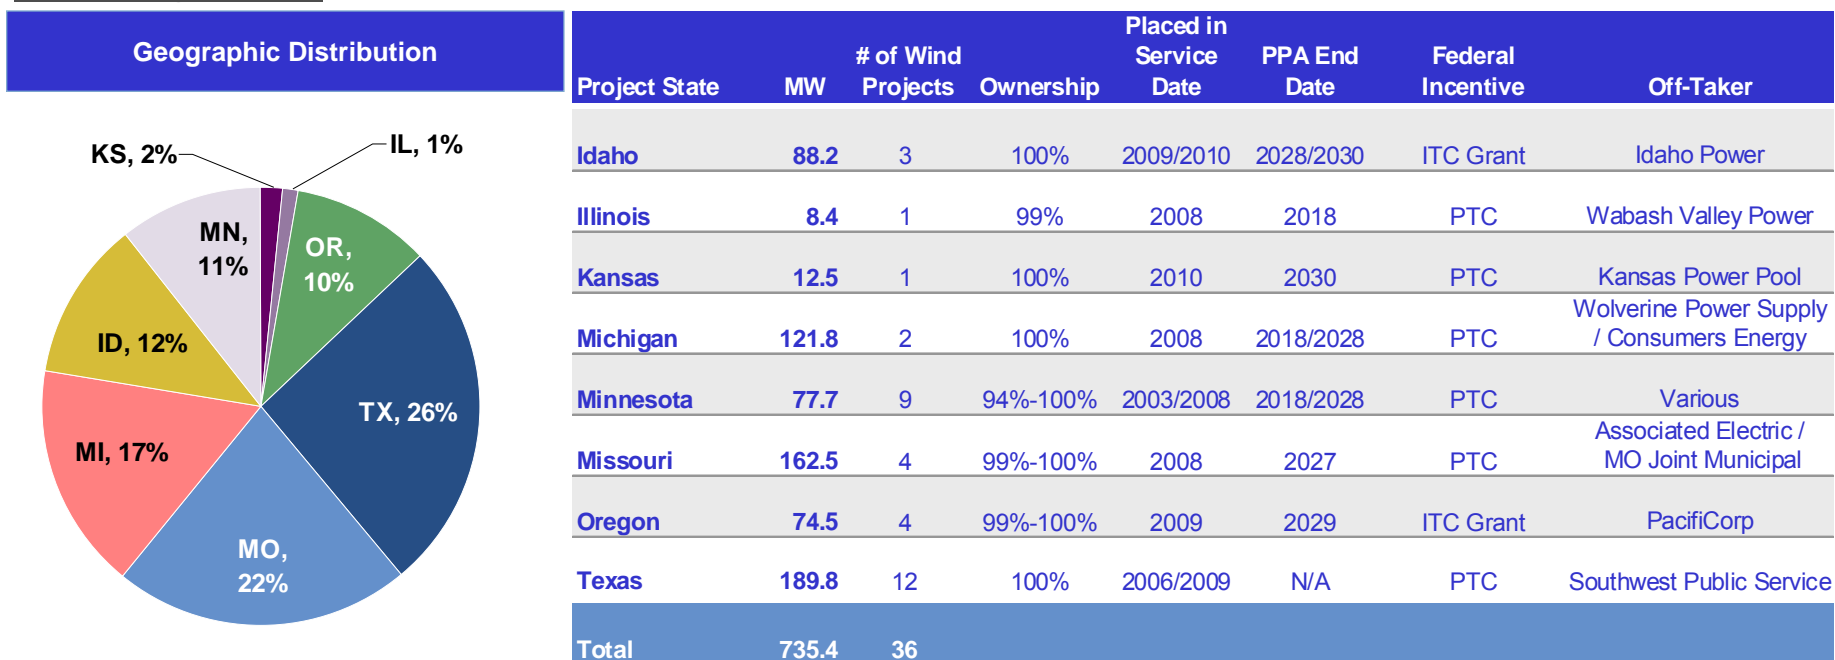 Geographic Distribution
KS, 2%
IL, 1%
MN,
11%
OR,
10%
ID, 12%
TX, 26%
MI, 17%
MO,
22%
Project State MW # of Wind Projects Ownership Placed in Service Date PPA End Date Federal Incentive Off-Taker
Idaho 88.2 3 100% 2009/2010 2028/2030 ITC Grant Idaho Power
Illinois 8.4 1 99% 2008 2018 PTC Wabash Valley Power
Kansas 12.5 1 100% 2010 2030 PTC Kansas Power Pool
Michigan 121.8 2 100% 2008 2018/2028 PTC Wolverine Power Supply / Consumers Energy
Minnesota 77.7 9 94%-100% 2003/2008 2018/2028 PTC Various
Missouri 162.5 4 99%-100% 2008 2027 PTC Associated Electric / MO Joint Municipal
Oregon 74.5 4 99%-100% 2009 2029 ITC Grant PacifiCorp
Texas 189.8 12 100% 2006/2009 N/A PTC Southwest Public Service
Total 735.4 36